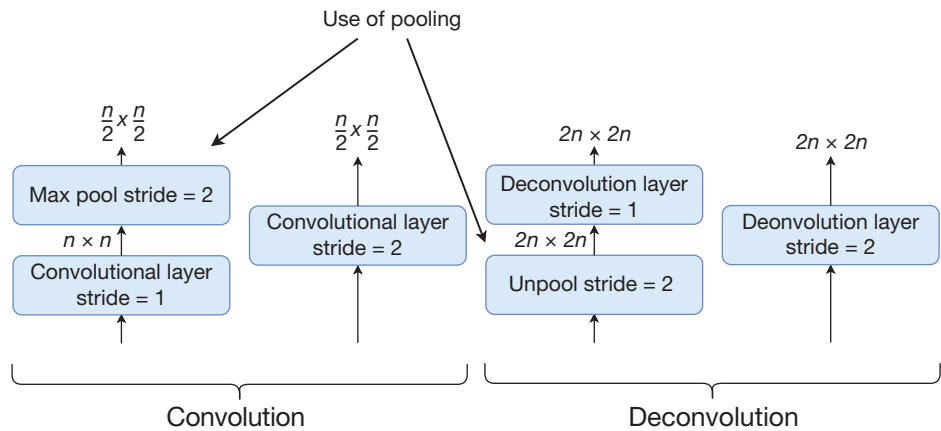 Use of pooling
n/2 x n/2
Max pool stride = 2
n × n
Convolutional layer
stride = 1
n/2 x n/2
Convolutional layer
stride = 2
2n × 2n
Deconvolution layer
stride = 1
2n × 2n
Unpool stride = 2
2n × 2n
Deonvolution layer
stride = 2
Convolution
Deconvolution